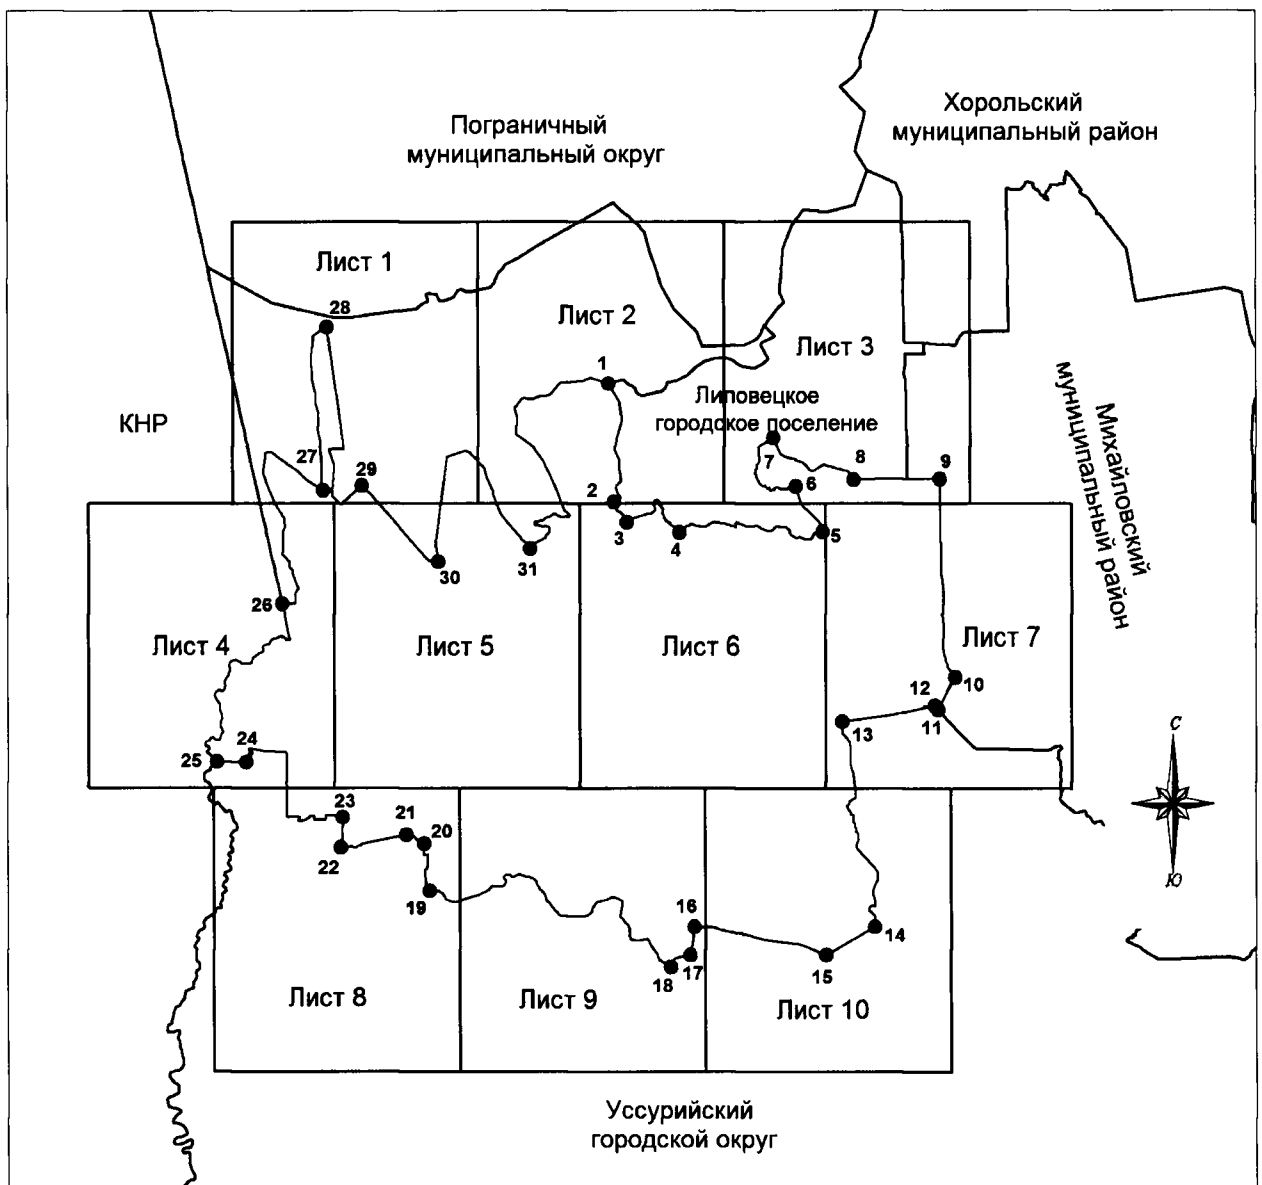 Хорольский
муниципальный район
Пограничный
муниципальный округ
Лист 1
28
Лист 2
Лист 3
1
Липовецкое
городское поселение
КНР
Михайловский
муниципальный район
7
8
9
27
29
6
2
3
4
5
30
31
26
Лист 4
Лист 5
Лист 6
Лист 7
10
12
11
13
С
Ю
25
24
23
21
20
22
19
16
14
18
17
15
Лист 8
Лист 9
Лист 10
Уссурийский
городской округ